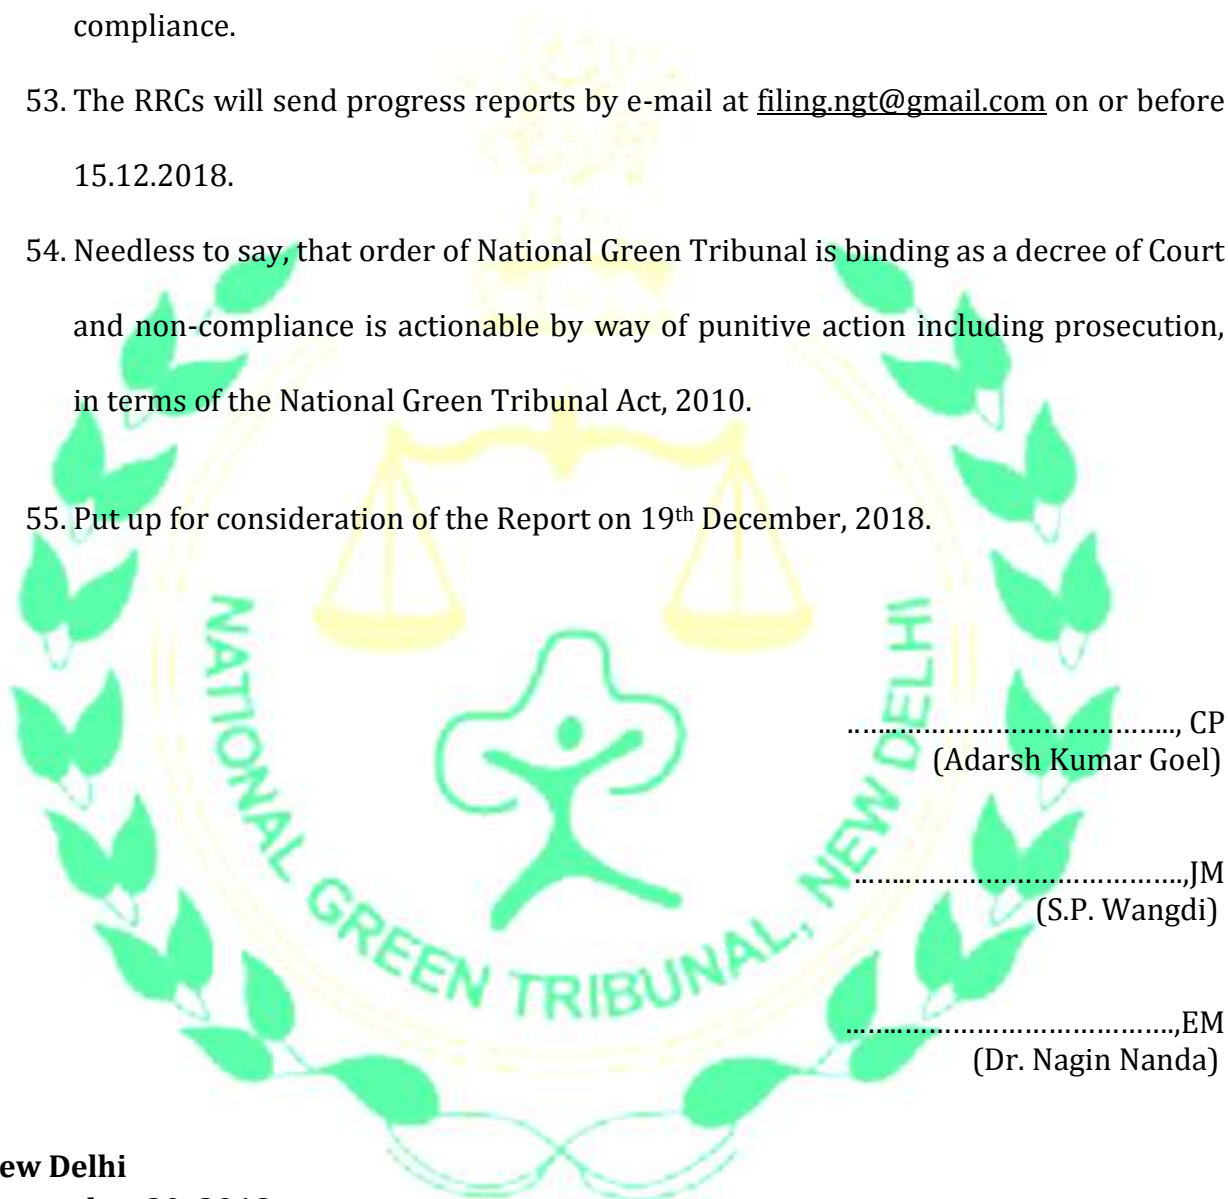 compliance.
53. The RRCs will send progress reports by e-mail at filing.ngt@gmail.com on or before
15.12.2018.
54. Needless to say, that order of National Green Tribunal is binding as a decree of Court
and non-compliance is actionable by way of punitive action including prosecution,
in terms of the National Green Tribunal Act, 2010.
55. Put up for consideration of the Report on 19th December, 2018.
NATIONAL GREEN TRIBUNAL, NEW DELHI
..…..………………………………….., CP
(Adarsh Kumar Goel)
..…..……………………………….,JM
(S.P. Wangdi)
..…..……………………………….,EM
(Dr. Nagin Nanda)
ew Delhi